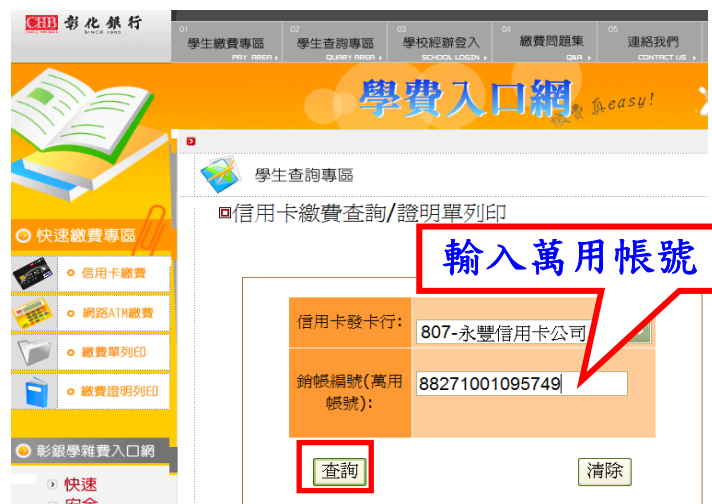 CHB 彰化銀行
SINCE 1905
01 02 03 04 05
學生繳費專區 學生查詢專區 學校經辦登入 繳費問題集 連絡我們
PAY AREA QUARY AREA SCHOOL LOGIN Q&A CONTACT US
學費入口網 繳費真easy!
學生查詢專區
信用卡繳費查詢/證明單列印
快速繳費專區
信用卡繳費
網路ATM繳費
繳費單列印
繳費證明列印
彰銀學雜費入口網
快速
安全
輸入萬用帳號
信用卡發卡行:
807-永豐信用卡公司
銷帳編號(萬用
帳號):
88271001095749
查詢 清除